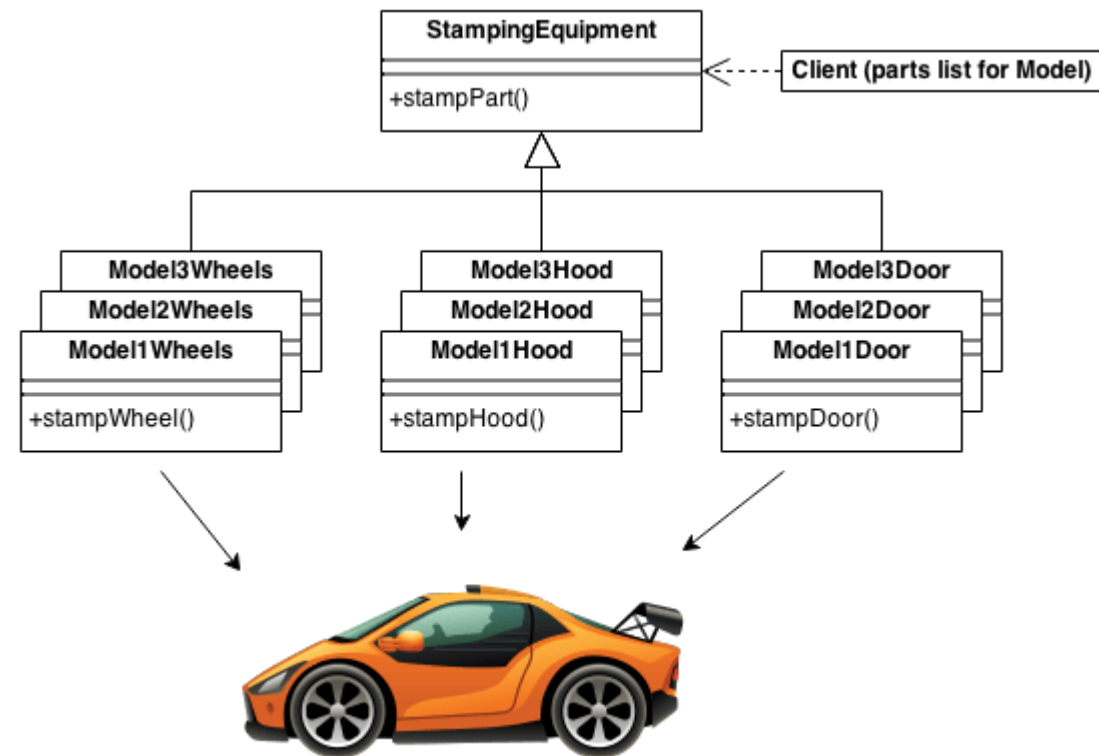 StampingEquipment
+stampPart()
Client (parts list for Model)
Model3Wheels
Model2Wheels
Model1Wheels
+stampWheel()
Model3Hood
Model2Hood
Model1Hood
+stampHood()
Model3Door
Model2Door
Model1Door
+stampDoor()